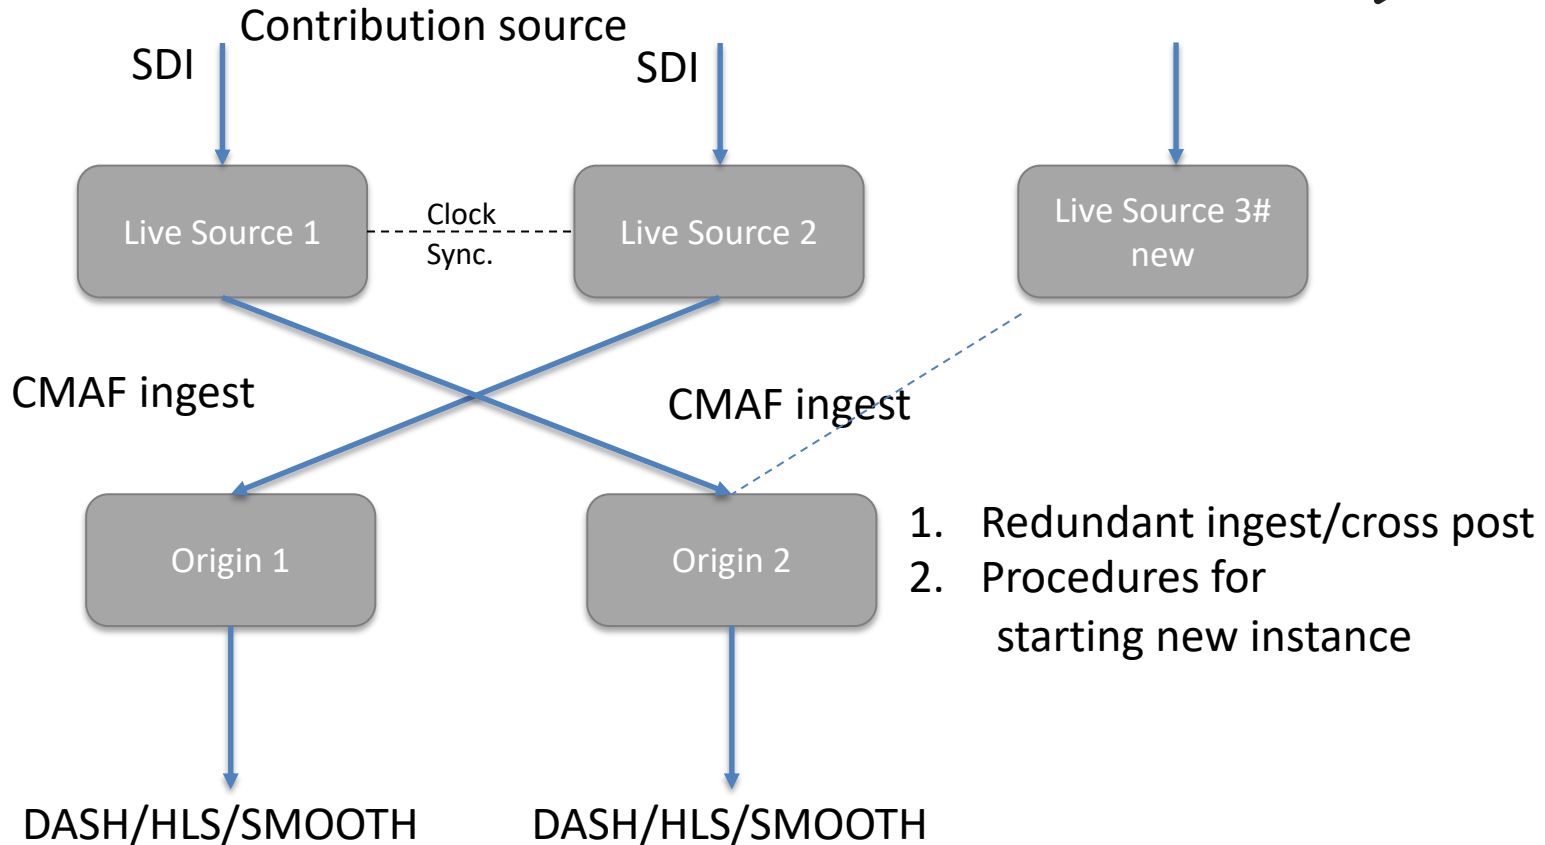 Contribution source
SDI
SDI
Live Source 1
Clock
Sync.
Live Source 2
Live Source 3#
new
CMAF ingest
CMAF ingest
Origin 1
Origin 2
1. Redundant ingest/cross post
2. Procedures for
starting new instance
DASH/HLS/SMOOTH
DASH/HLS/SMOOTH